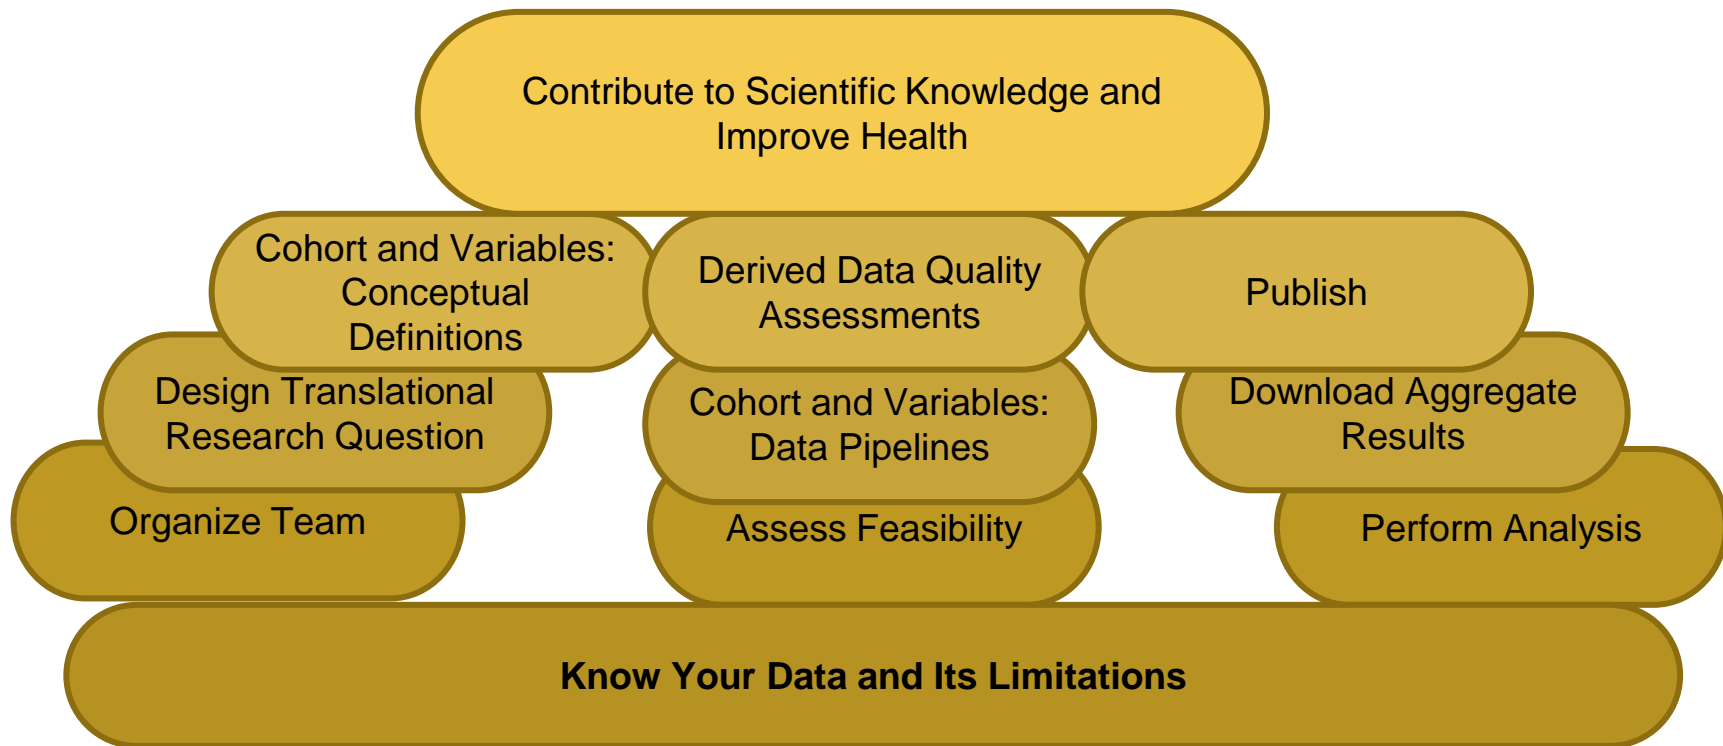 Contribute to Scientific Knowledge and
Improve Health
Cohort and Variables:
Conceptual
Definitions
Derived Data Quality
Assessments
Publish
Design Translational
Research Question
Cohort and Variables:
Data Pipelines
Download Aggregate
Results
Organize Team
Assess Feasibility
Perform Analysis
Know Your Data and Its Limitations